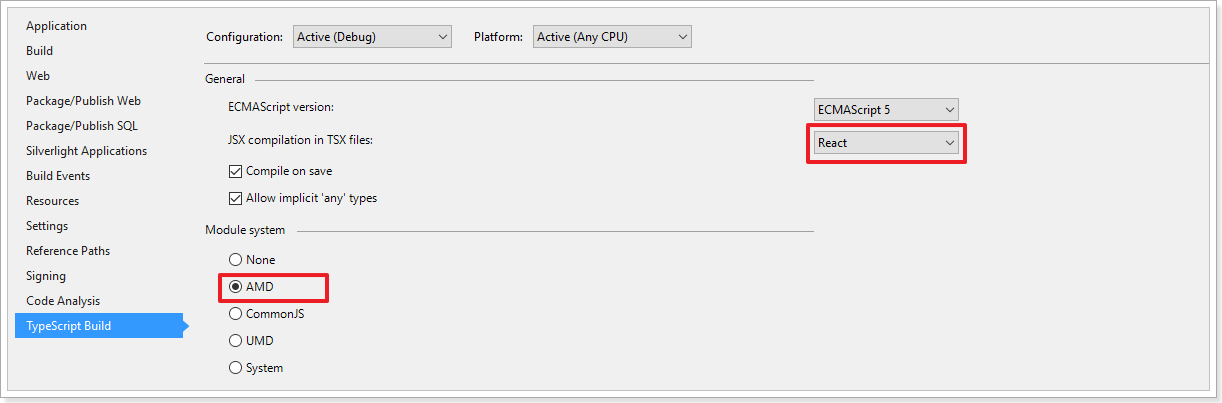 Application
Build
Web
Package/Publish Web
Package/Publish SQL
Silverlight Applications
Build Events
Resources
Settings
Reference Paths
Signing
Code Analysis
TypeScript Build
Configuration: Active (Debug) Platform: Active (Any CPU)
General
ECMAScript version: ECMAScript 5
JSX compilation in TSX files: React
Compile on save
Allow implicit 'any' types
Module system
None
AMD
CommonJS
UMD
System